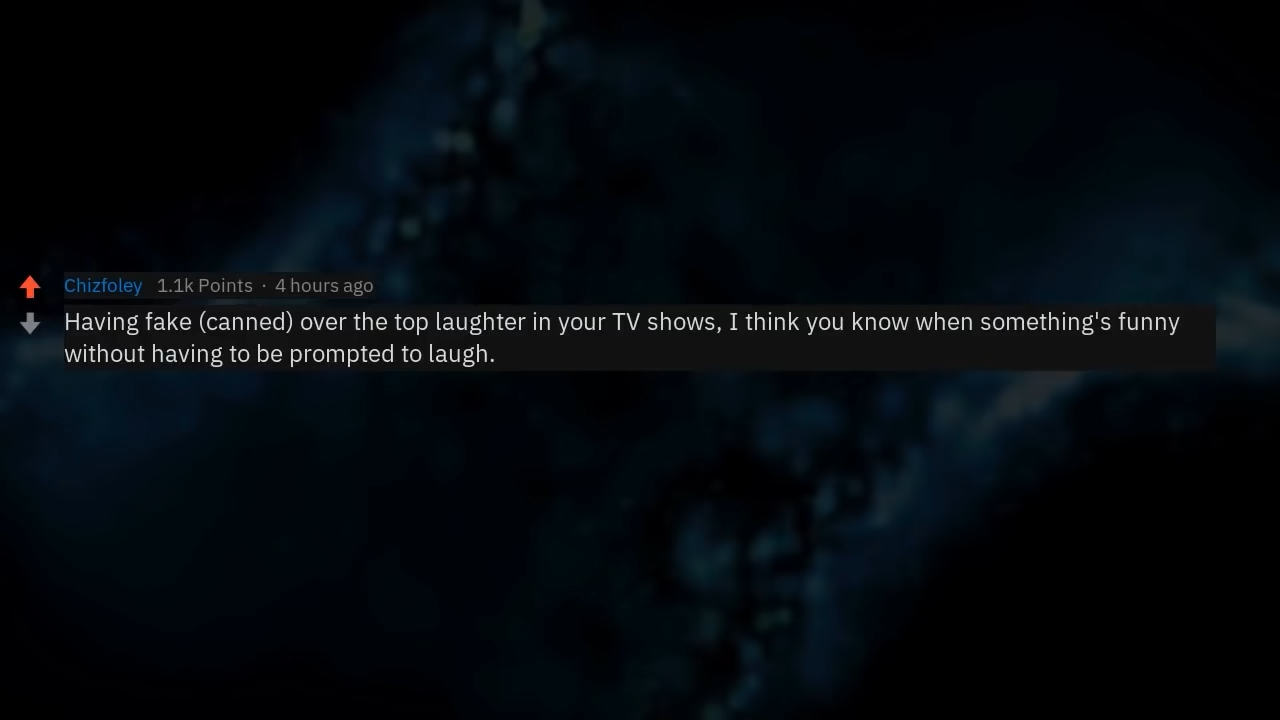 Chizfoley 1.1k Points · 4 hours ago
Having fake (canned) over the top laughter in your TV shows, I think you know when something's funny
without having to be prompted to laugh.